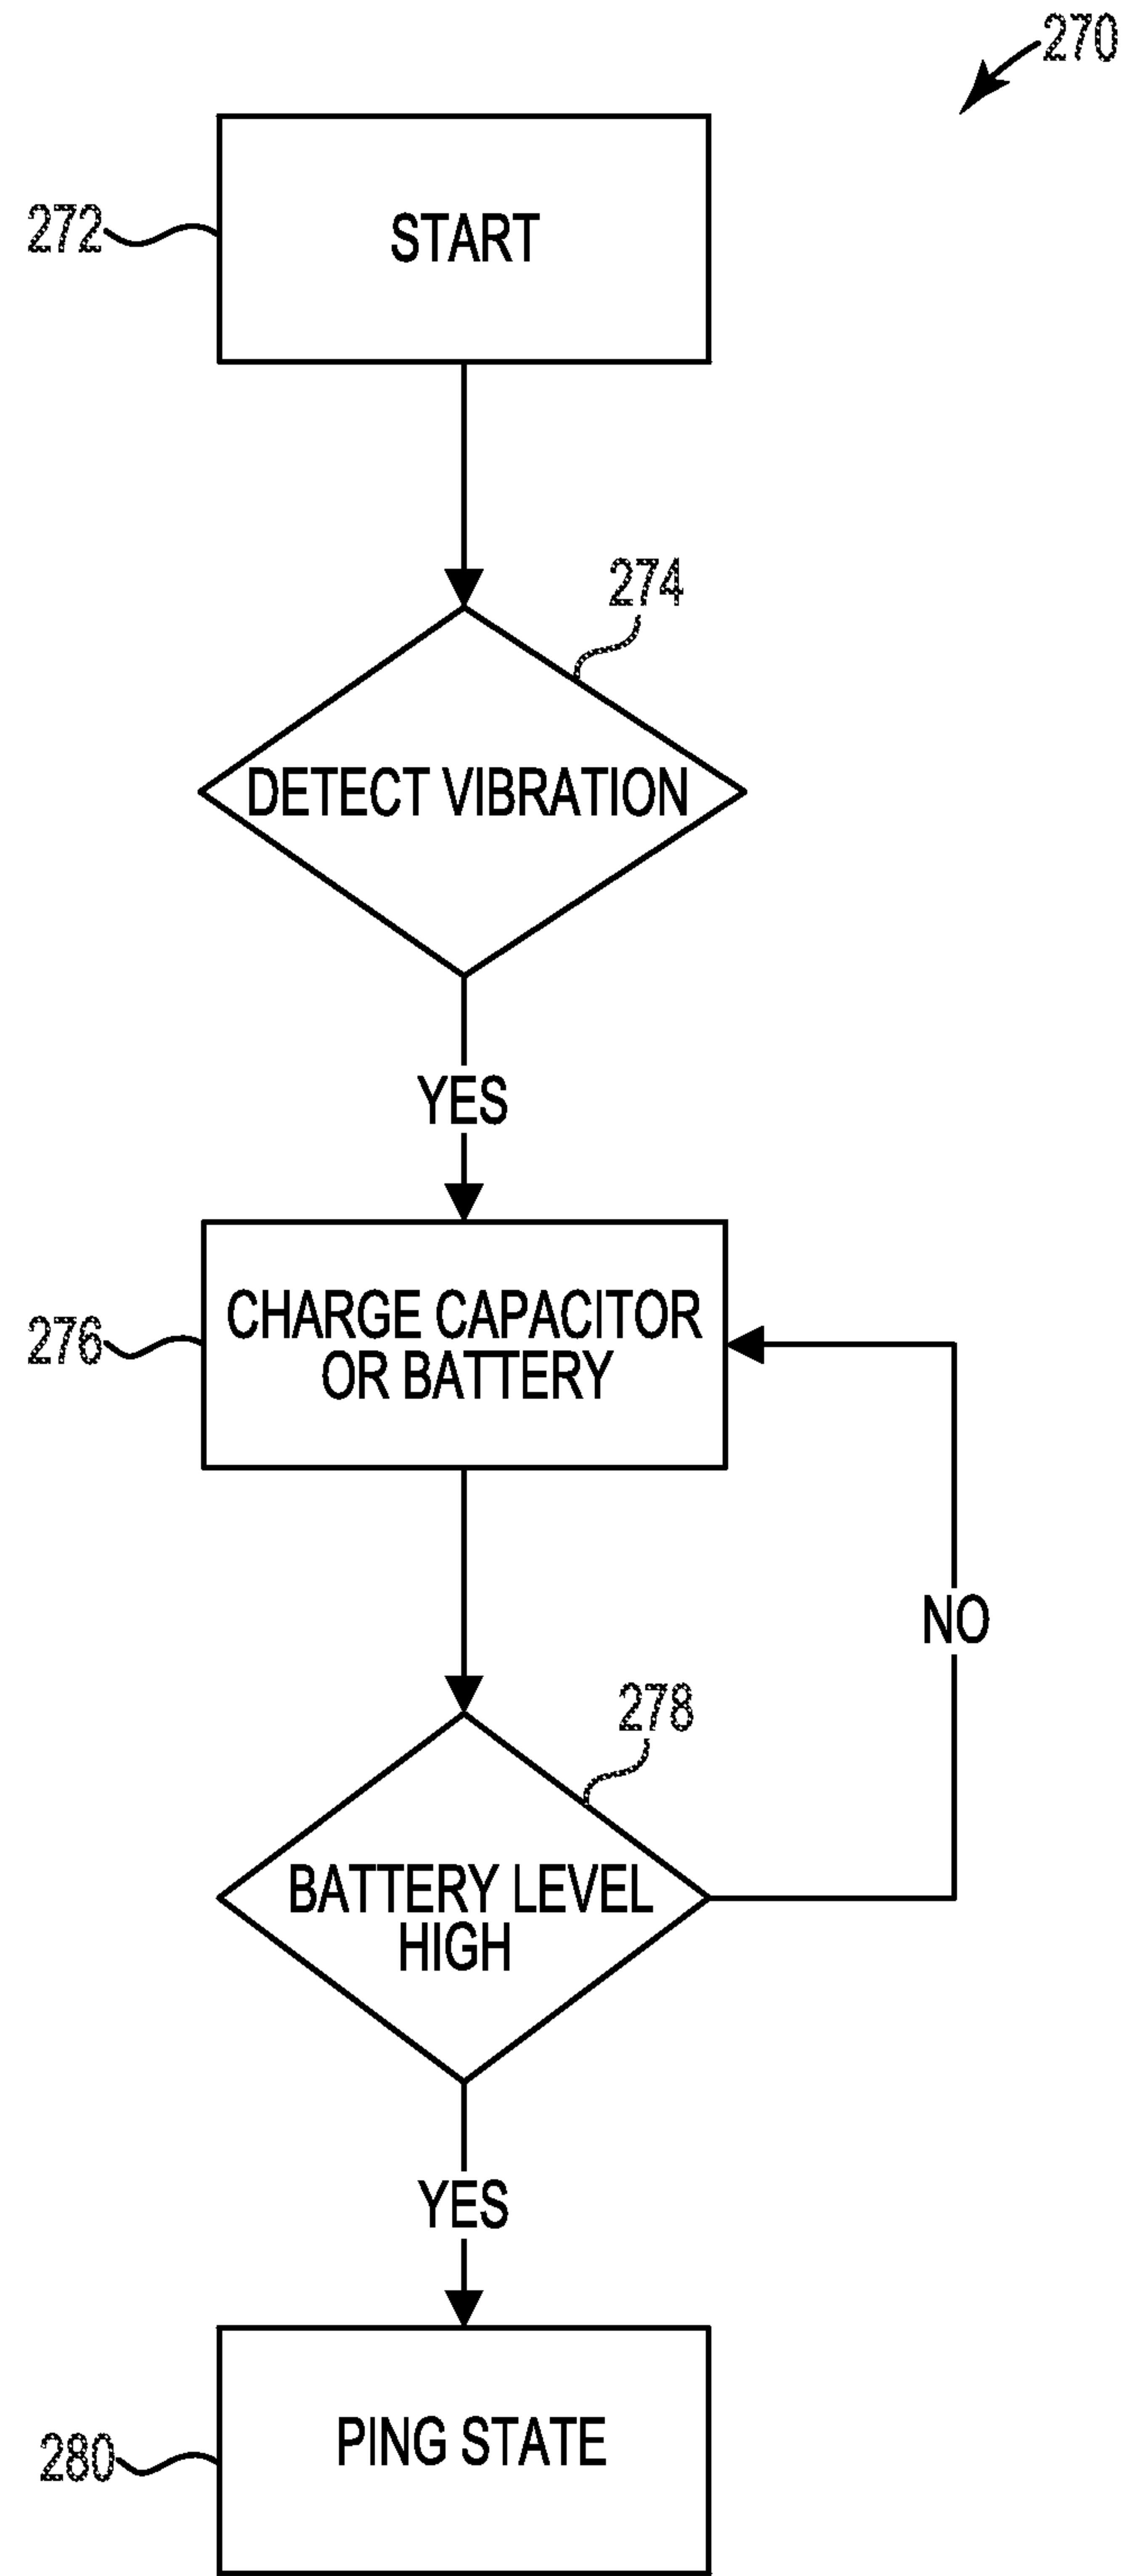 270
272
START
274
DETECT VIBRATION
YES
276
CHARGE CAPACITOR
OR BATTERY
NO
278
BATTERY LEVEL
HIGH
YES
280
PING STATE